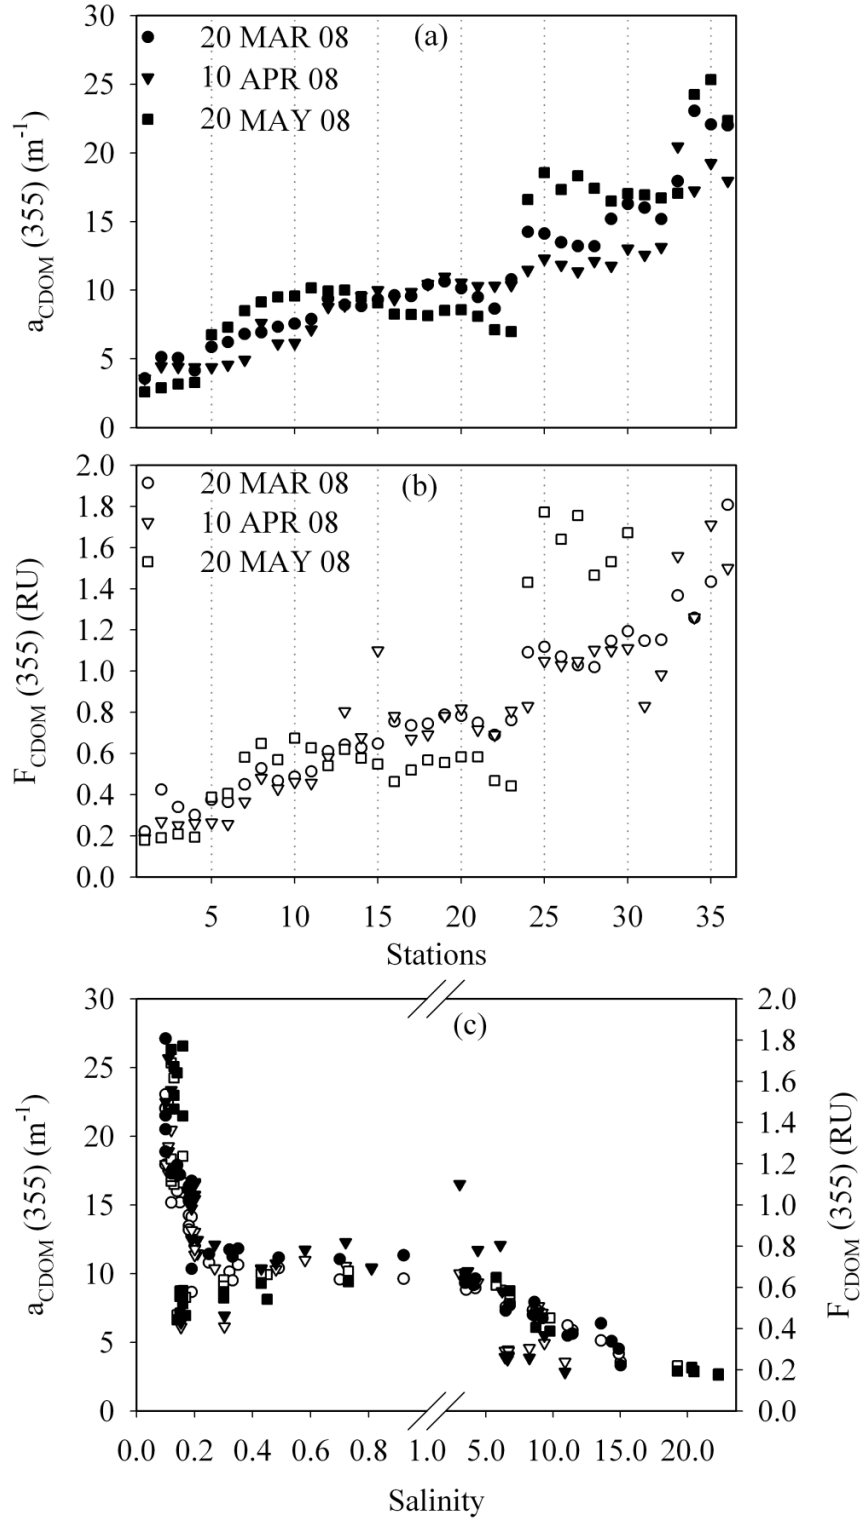 30
25
20
15
10
5
0
a_CDOM (355) (m⁻¹)
20 MAR 08
10 APR 08
20 MAY 08
(a)
2.0
1.8
1.6
1.4
1.2
1.0
0.8
0.6
0.4
0.2
0.0
F_CDOM (355) (RU)
20 MAR 08
10 APR 08
20 MAY 08
(b)
5 10 15 20 25 30 35
Stations
30
25
20
15
10
5
0
a_CDOM (355) (m⁻¹)
(c)
2.0
1.8
1.6
1.4
1.2
1.0
0.8
0.6
0.4
0.2
0.0
F_CDOM (355) (RU)
0.0 0.2 0.4 0.6 0.8 1.0 5.0 10.0 15.0 20.0
Salinity